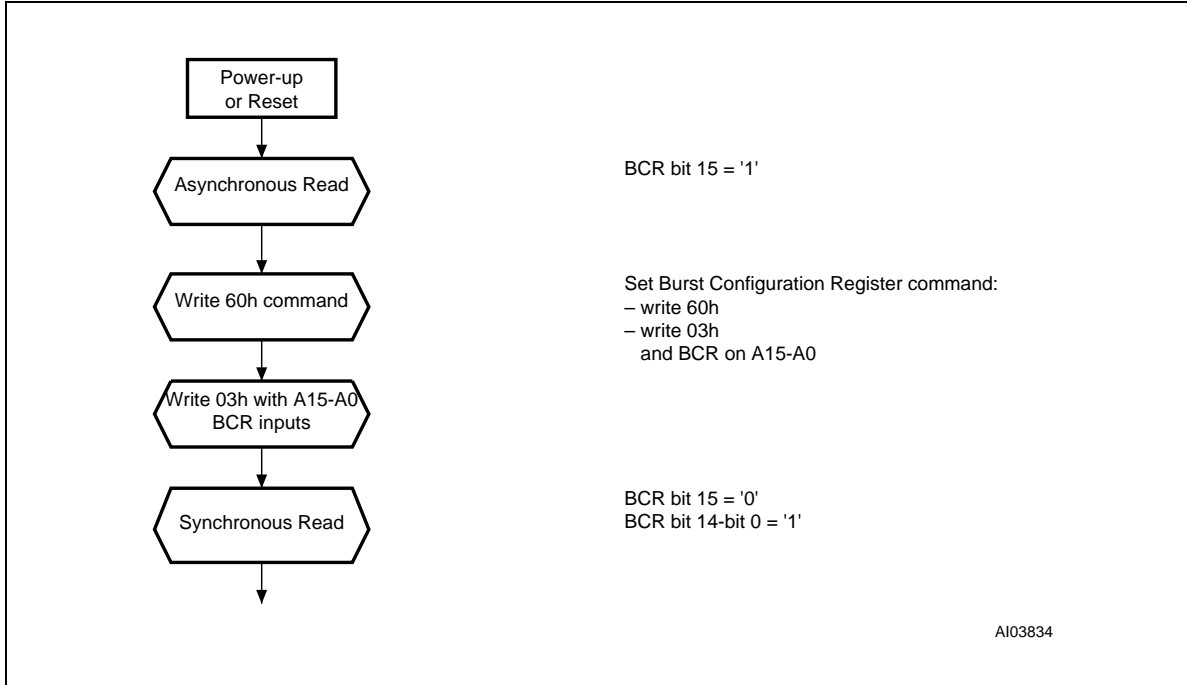 Power-up
or Reset
Asynchronous Read
BCR bit 15 = '1'
Write 60h command
Set Burst Configuration Register command:
– write 60h
– write 03h
and BCR on A15-A0
Write 03h with A15-A0
BCR inputs
Synchronous Read
BCR bit 15 = '0'
BCR bit 14-bit 0 = '1'
AI03834